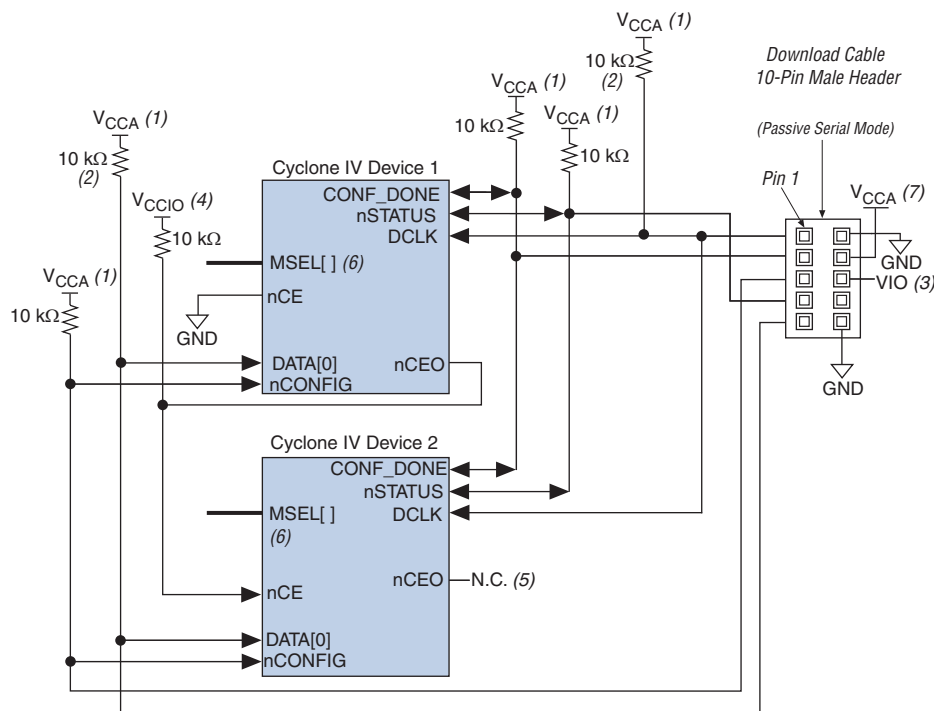 VCCA (1)
10 kΩ
(2)
Download Cable
10-Pin Male Header
(Passive Serial Mode)
Pin 1
VCCA (7)
GND
VIO (3)
GND
VCCA (1)
10 kΩ
VCCA (1)
10 kΩ
VCCA (1)
10 kΩ
(2)
VCCIO (4)
10 kΩ
VCCA (1)
10 kΩ
Cyclone IV Device 1
CONF_DONE
nSTATUS
DCLK
MSEL[ ] (6)
nCE
GND
DATA[0]
nCEO
nCONFIG
Cyclone IV Device 2
CONF_DONE
nSTATUS
DCLK
MSEL[ ]
(6)
nCEO
N.C. (5)
nCE
DATA[0]
nCONFIG